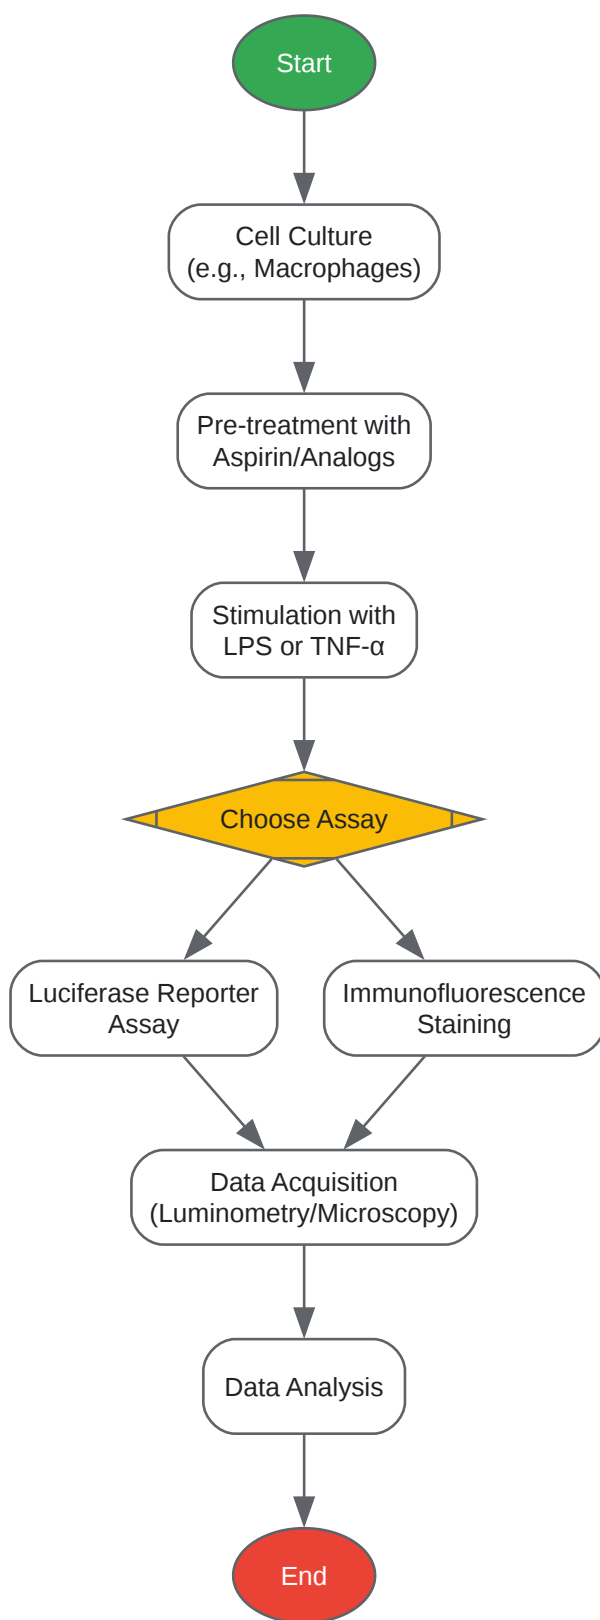 Start
Cell Culture
(e.g., Macrophages)
Pre-treatment with
Aspirin/Analogs
Stimulation with
LPS or TNF-α
Choose Assay
Luciferase Reporter
Assay
Immunofluorescence
Staining
Data Acquisition
(Luminometry/Microscopy)
Data Analysis
End